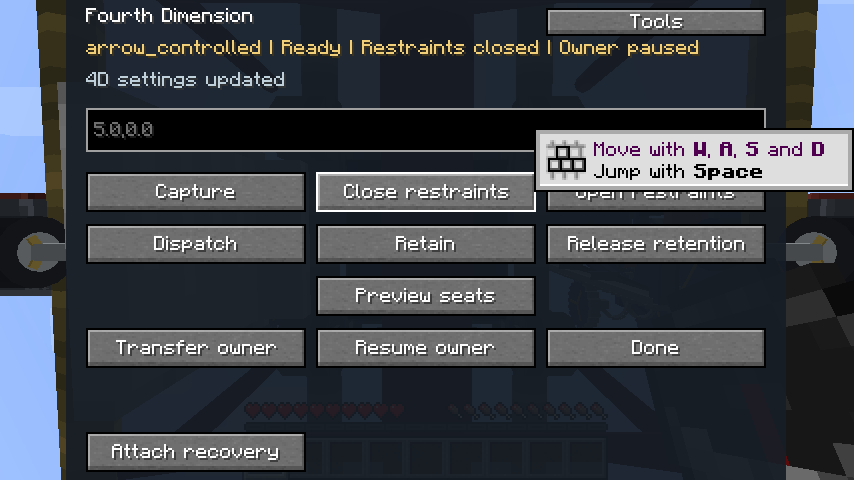 Fourth Dimension
Tools
arrow_controlled | Ready | Restraints closed | Owner paused
4D settings updated
5.0,0.0
Move with W, A, S and D
Jump with Space
Capture
Close restraints
Open restraints
Dispatch
Retain
Release retention
Preview seats
Transfer owner
Resume owner
Done
Attach recovery